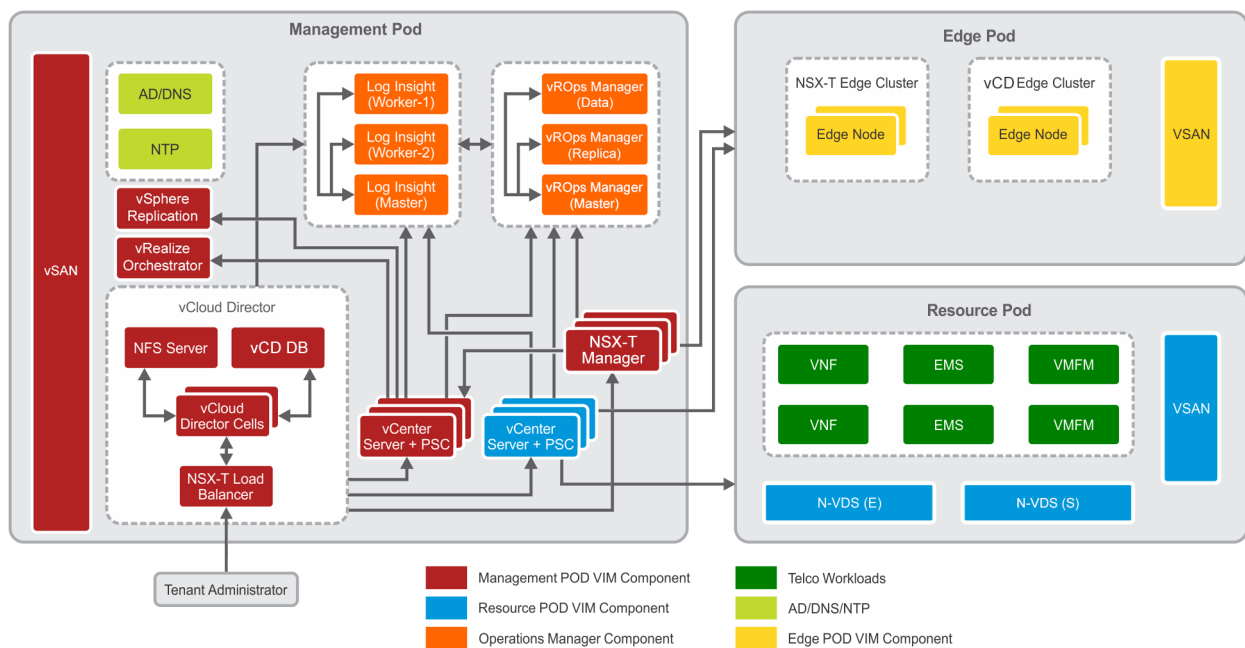 Management Pod
vSAN
AD/DNS
NTP
Log Insight
(Worker-1)
Log Insight
(Worker-2)
Log Insight
(Master)
vROps Manager
(Data)
vROps Manager
(Replica)
vROps Manager
(Master)
vSphere
Replication
vRealize
Orchestrator
vCloud Director
NFS Server
vCD DB
vCloud
Director Cells
NSX-T Load
Balancer
NSX-T
Manager
vCenter
Server + PSC
vCenter
Server + PSC
Tenant Administrator
Edge Pod
NSX-T Edge Cluster
Edge Node
vCD Edge Cluster
Edge Node
VSAN
Resource Pod
VNF
EMS
VMFM
VNF
EMS
VMFM
VSAN
N-VDS (E)
N-VDS (S)
Management POD VIM Component
Resource POD VIM Component
Operations Manager Component
Telco Workloads
AD/DNS/NTP
Edge POD VIM Component